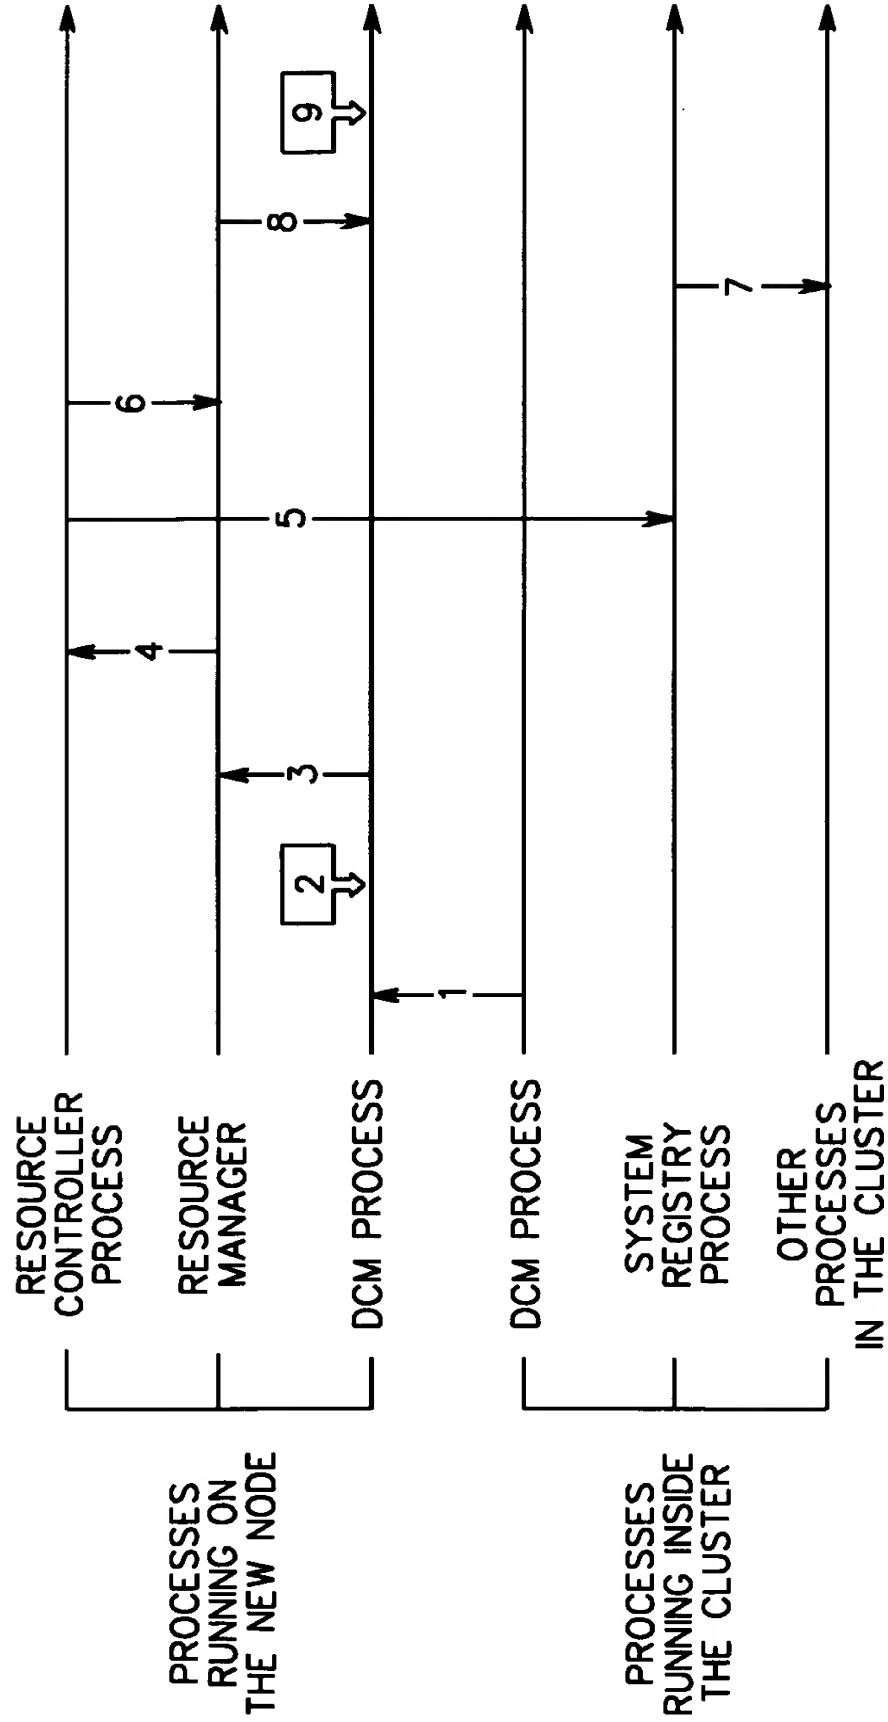 PROCESSES
RUNNING ON
THE NEW NODE
RESOURCE
CONTROLLER
PROCESS
RESOURCE
MANAGER
DCM PROCESS
PROCESSES
RUNNING INSIDE
THE CLUSTER
DCM PROCESS
SYSTEM
REGISTRY
PROCESS
OTHER
PROCESSES
IN THE CLUSTER
1
2
3
4
5
6
7
8
9